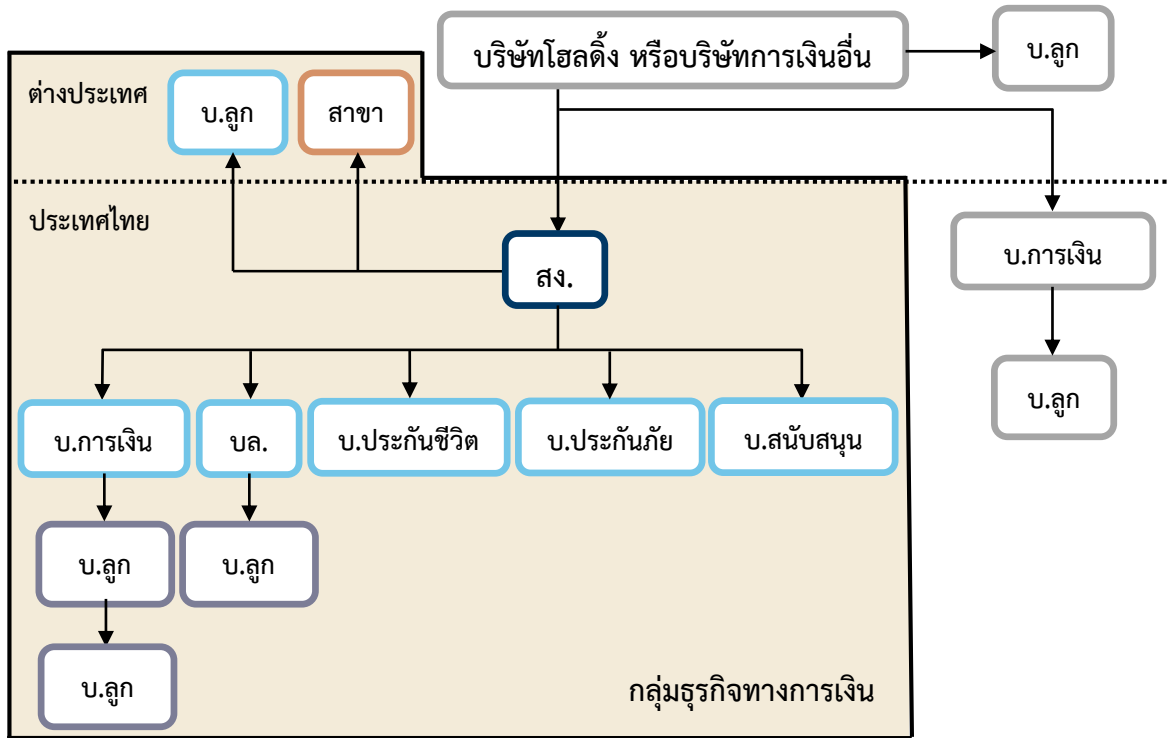 บริษัทโฮลดิ้ง หรือบริษัทการเงินอื่น
บ.ลูก
ต่างประเทศ
บ.ลูก
สาขา
ประเทศไทย
สง.
บ.การเงิน
บ.ลูก
บ.การเงิน
บล.
บ.ประกันชีวิต
บ.ประกันภัย
บ.สนับสนุน
บ.ลูก
บ.ลูก
บ.ลูก
กลุ่มธุรกิจทางการเงิน